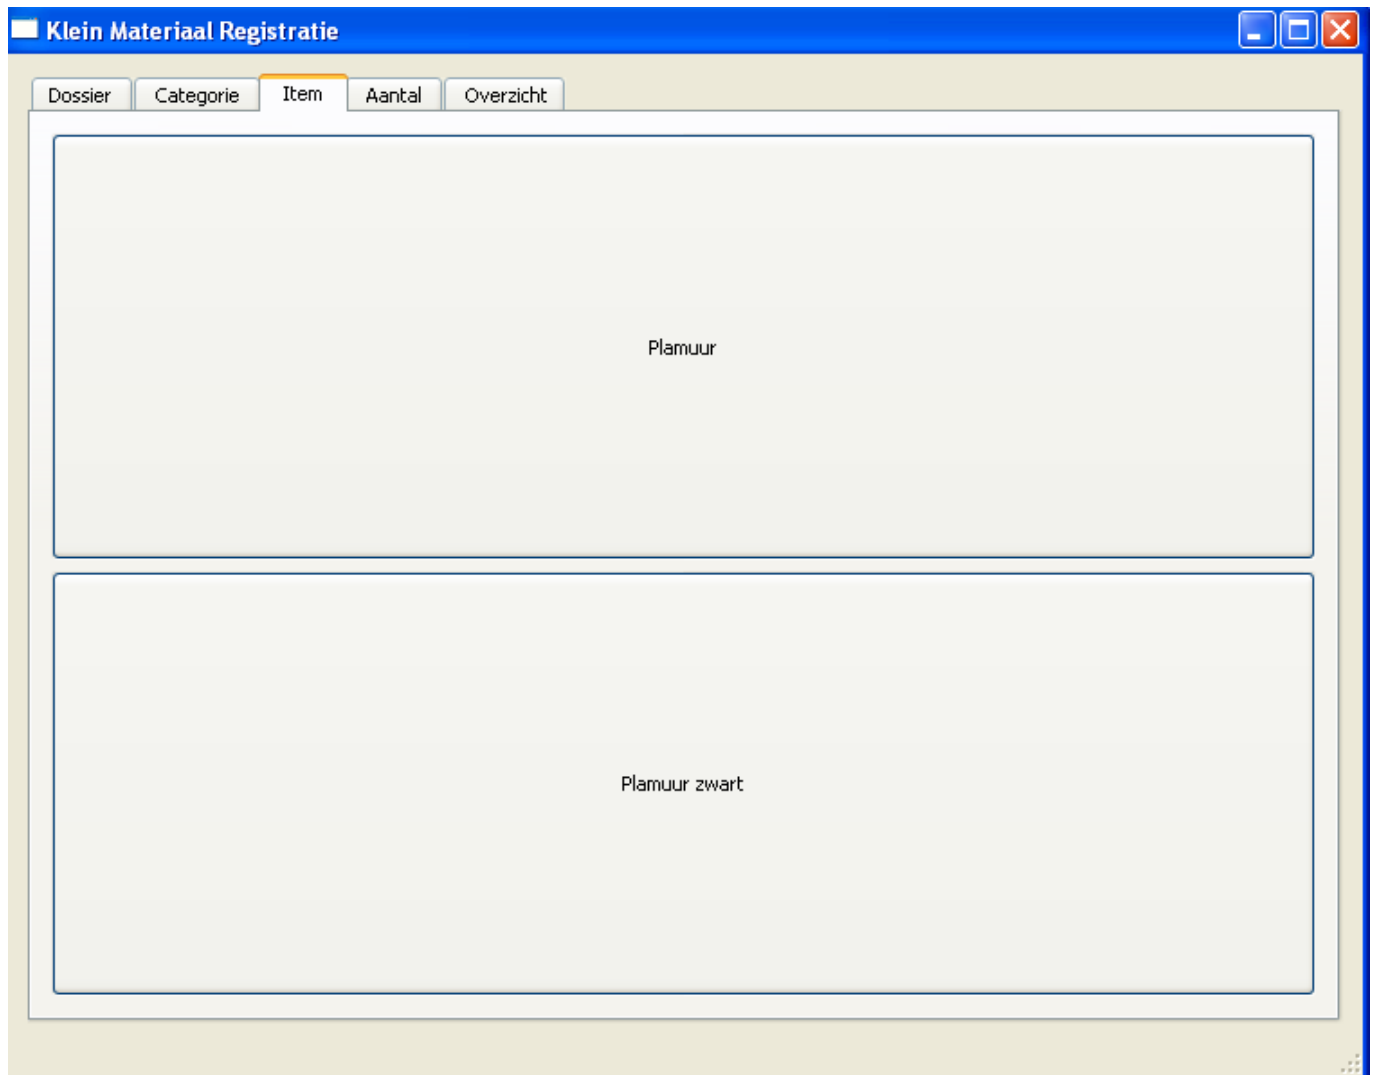 Klein Materiaal Registratie
Dossier Categorie Item Aantal Overzicht
Plamuur
Plamuur zwart